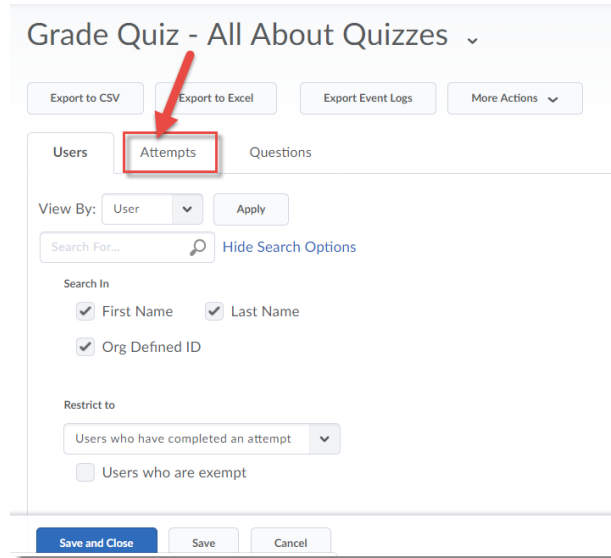 Grade Quiz - All About Quizzes
Export to CSV Export to Excel Export Event Logs More Actions
Users Attempts Questions
View By: User Apply
Search For... Hide Search Options
Search In
First Name Last Name
Org Defined ID
Restrict to
Users who have completed an attempt
Users who are exempt
Save and Close Save Cancel